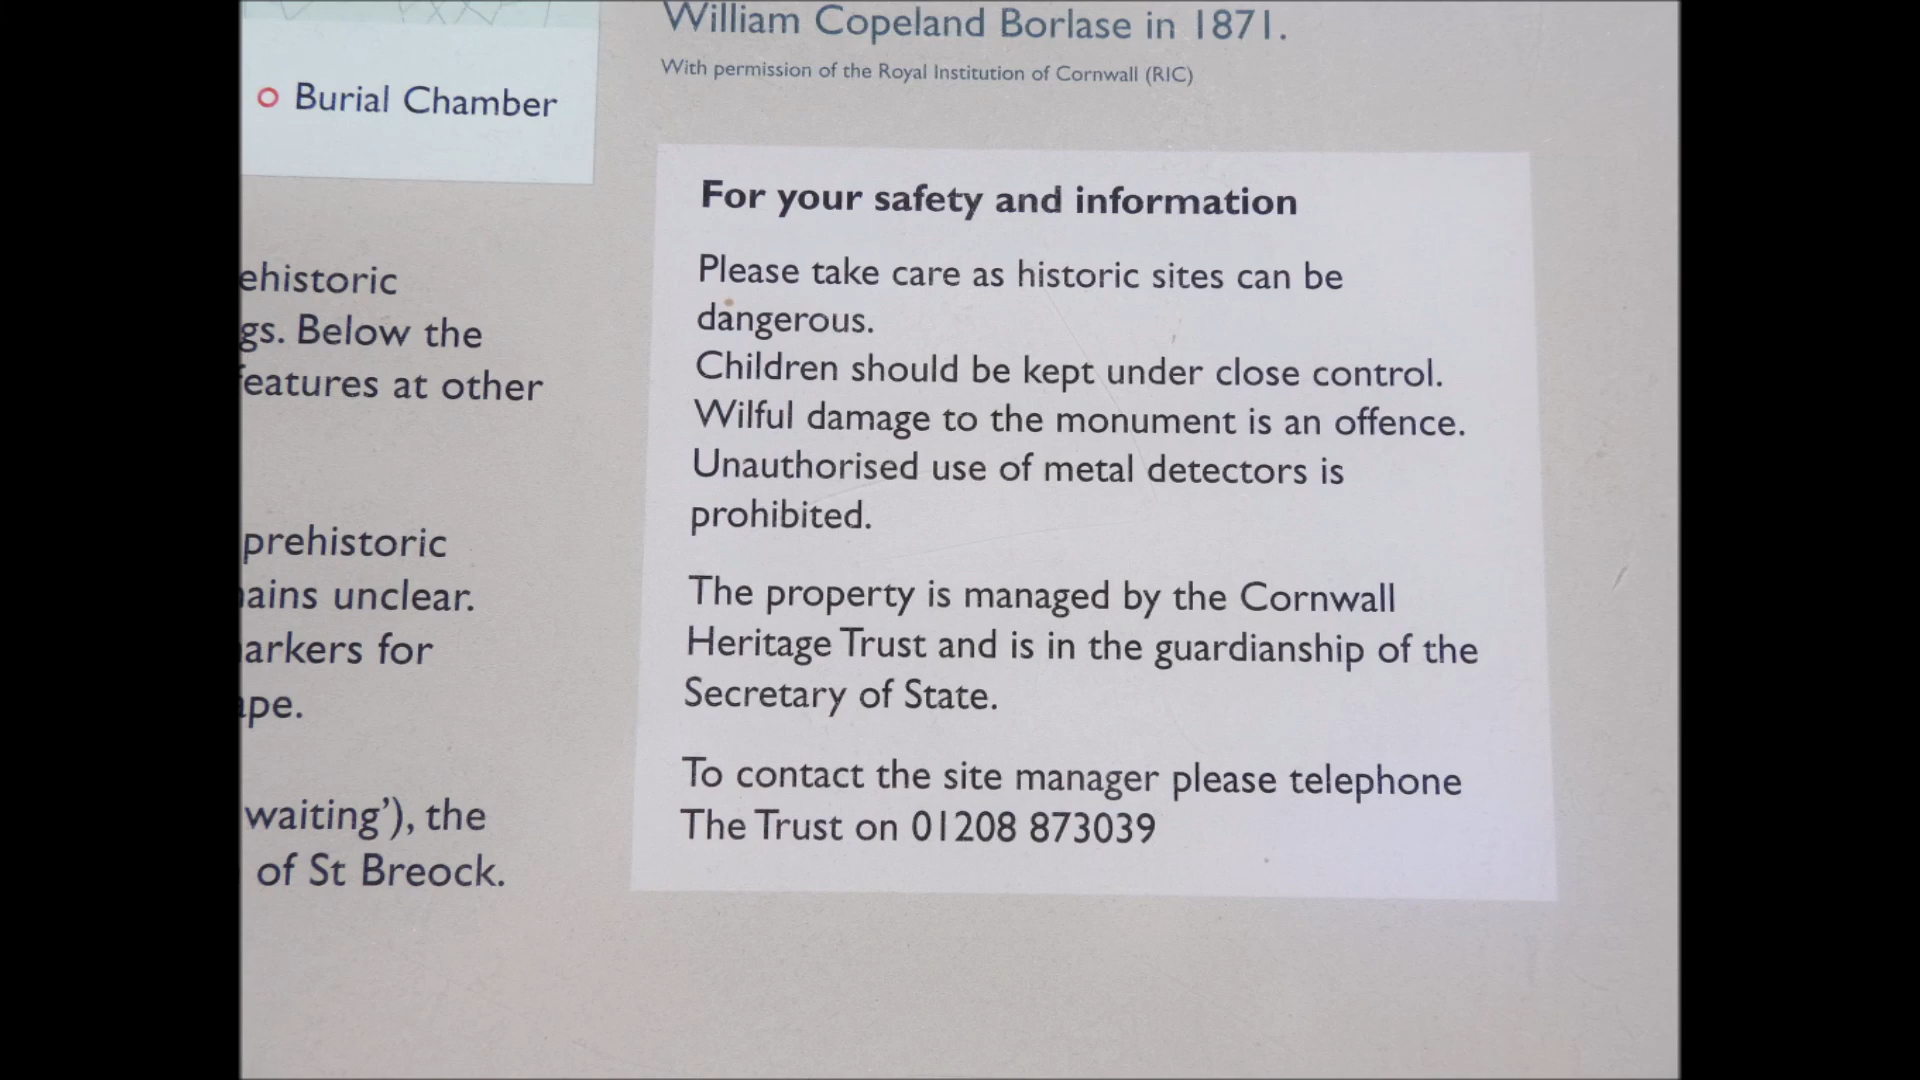 William Copeland Borlase in 1871.
With permission of the Royal Institution of Cornwall (RIC)
Burial Chamber
ehistoric
gs. Below the
eatures at other
prehistoric
ains unclear.
arkers for
ape.
waiting’), the
of St Breock.
For your safety and information
Please take care as historic sites can be
dangerous.
Children should be kept under close control.
Wilful damage to the monument is an offence.
Unauthorised use of metal detectors is
prohibited.
The property is managed by the Cornwall
Heritage Trust and is in the guardianship of the
Secretary of State.
To contact the site manager please telephone
The Trust on 01208 873039